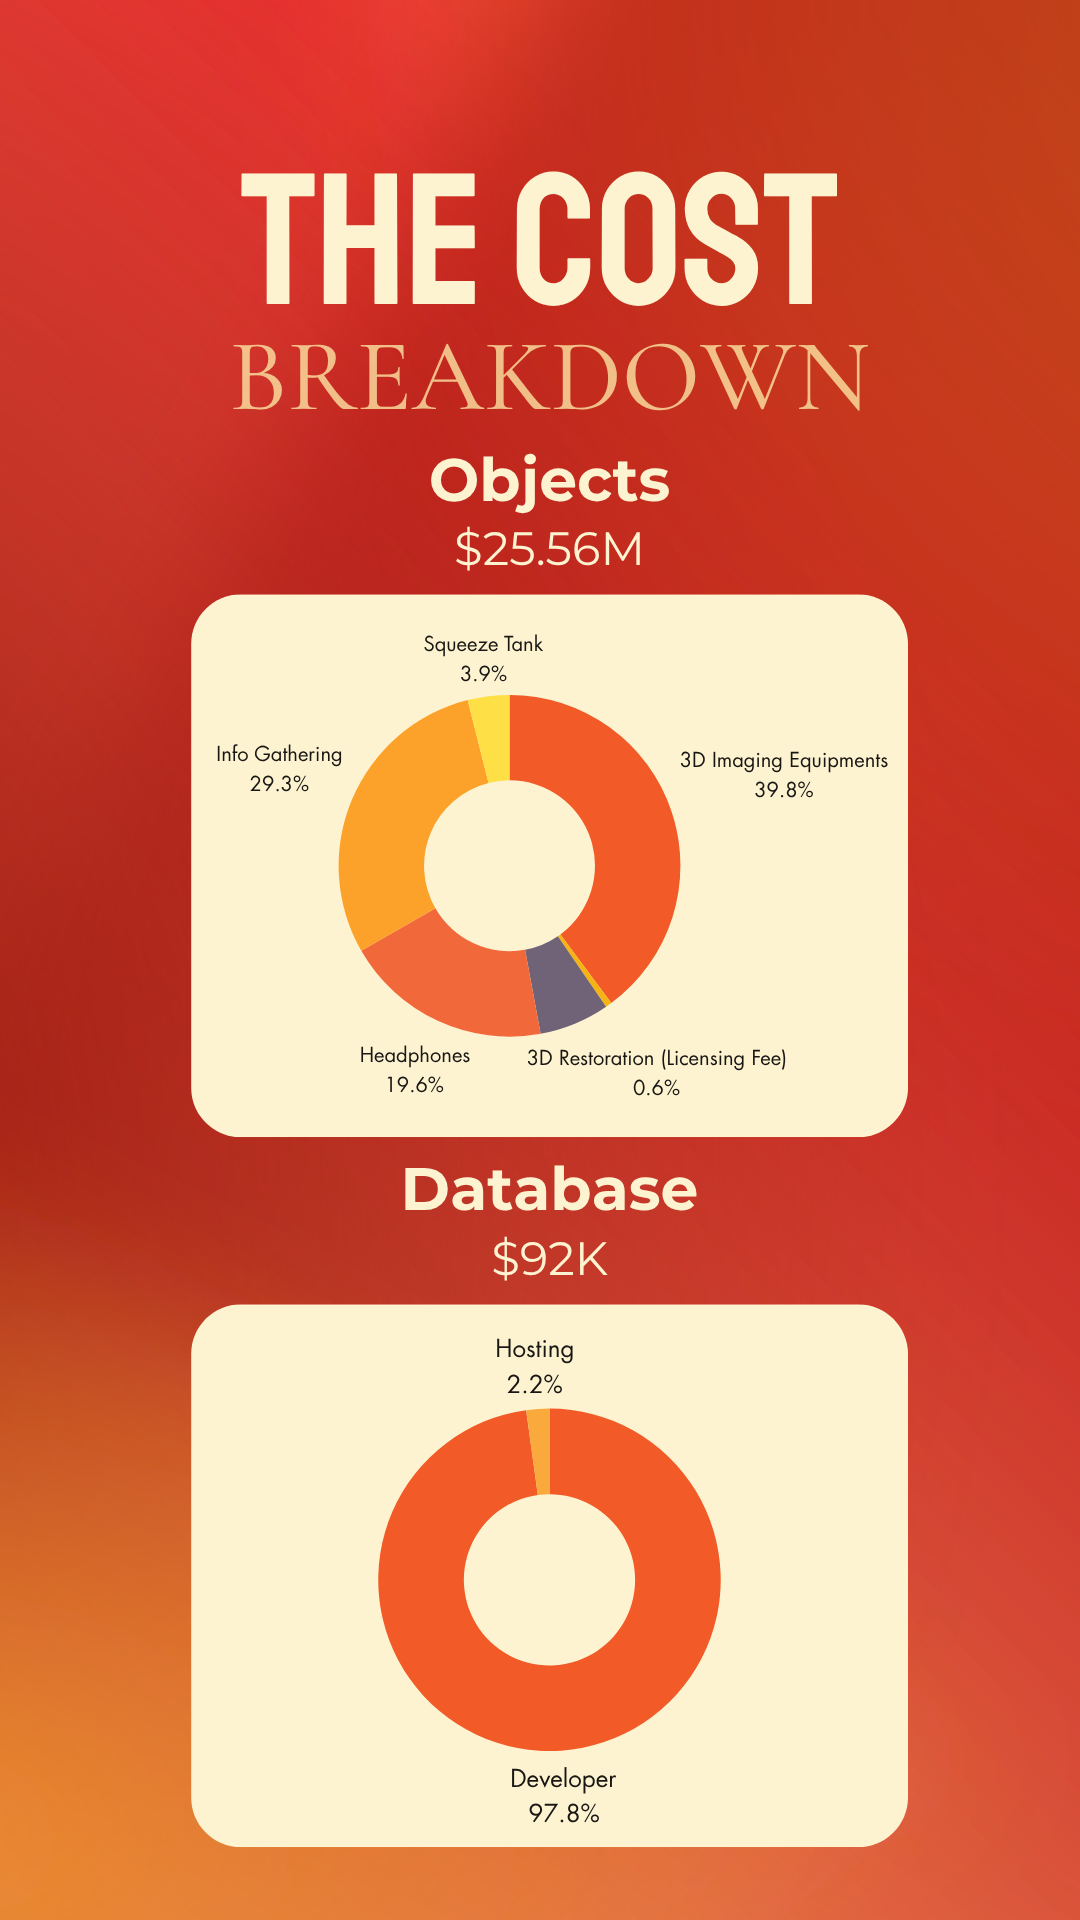 THE COST
BREAKDOWN
Objects
$25.56M
Squeeze Tank
3.9%
Info Gathering
29.3%
3D Imaging Equipments
39.8%
Headphones
19.6%
3D Restoration (Licensing Fee)
0.6%
Database
$92K
Hosting
2.2%
Developer
97.8%